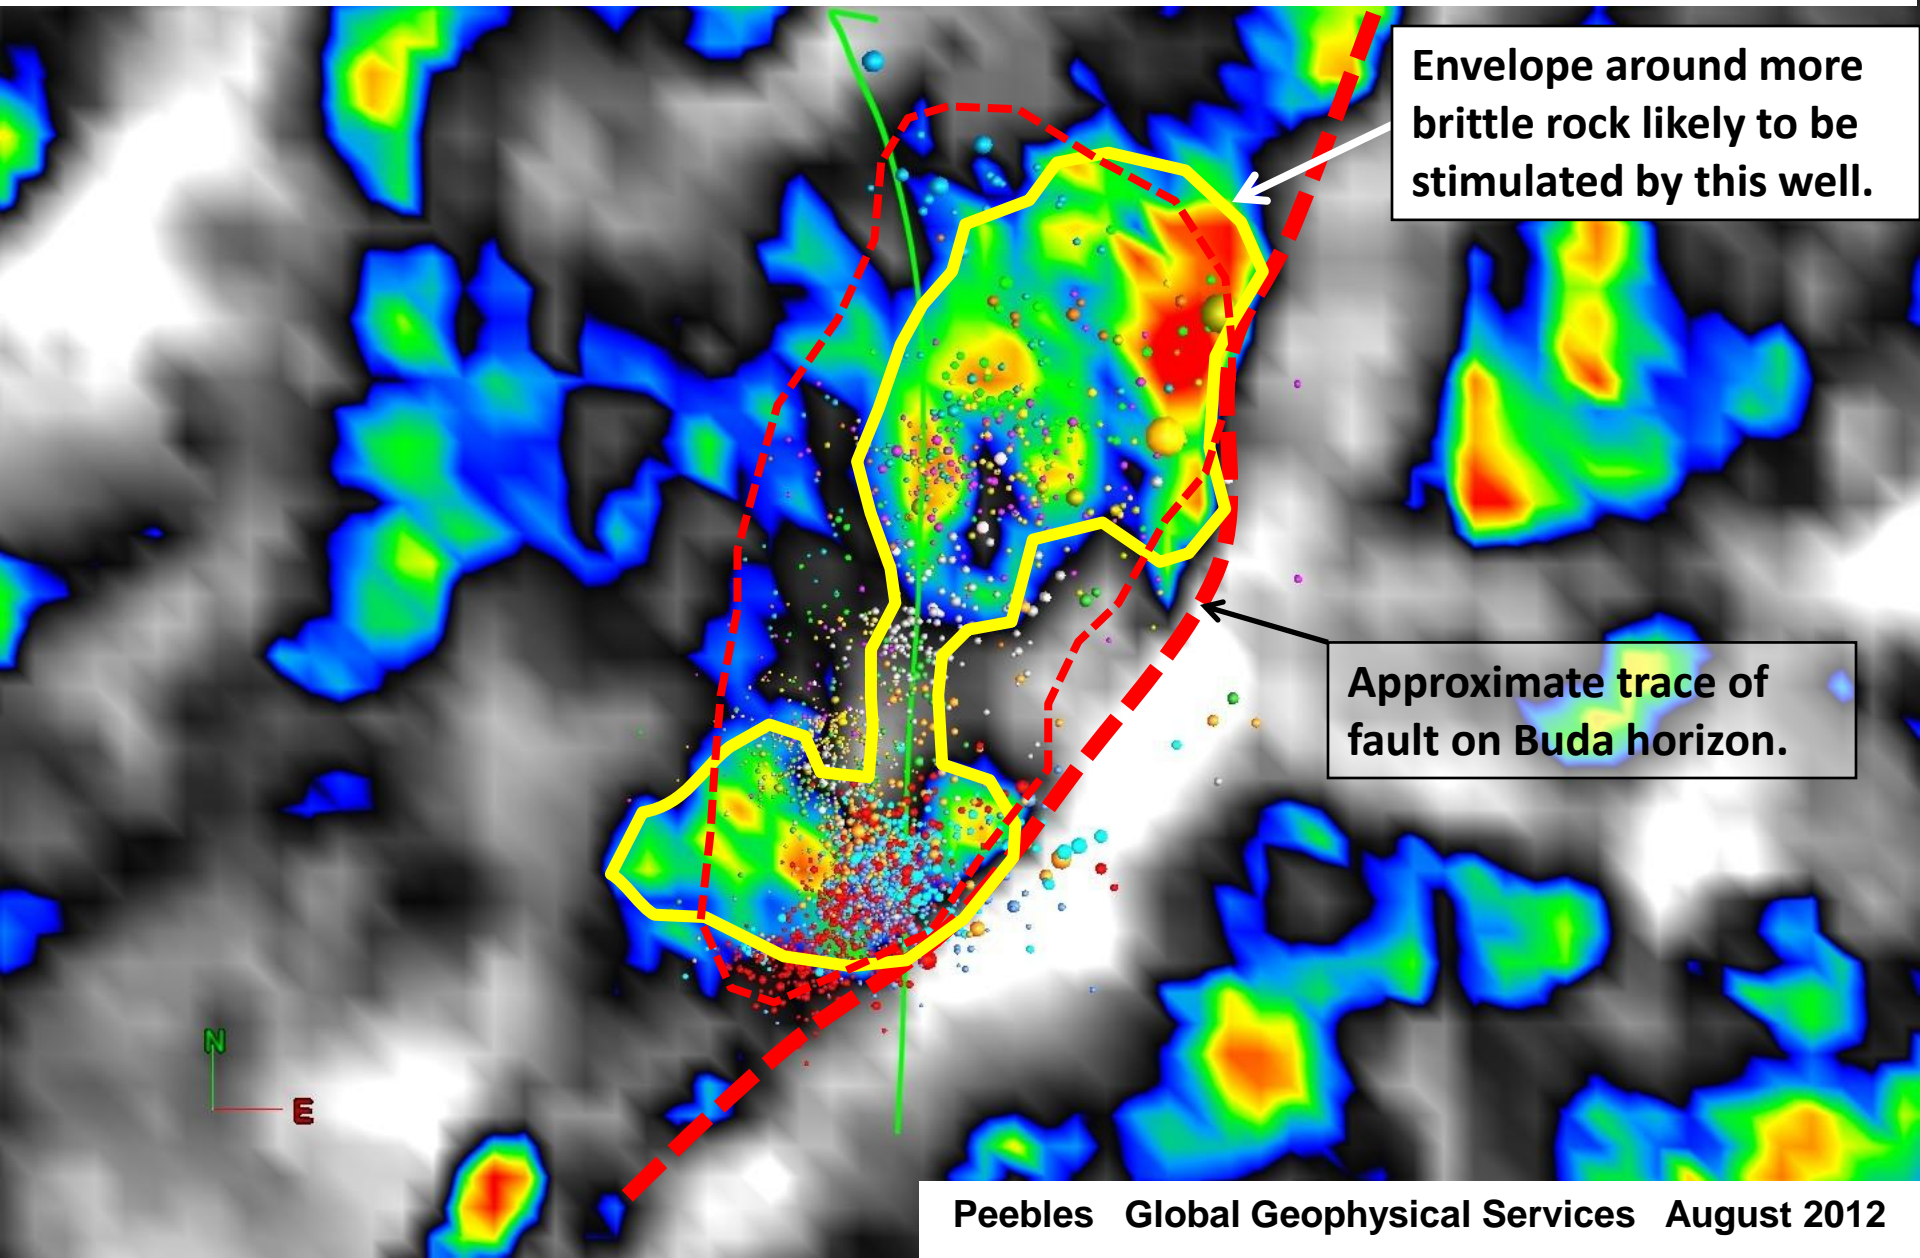 Envelope around more
brittle rock likely to be
stimulated by this well.
Approximate trace of
fault on Buda horizon.
N
E
Peebles Global Geophysical Services August 2012